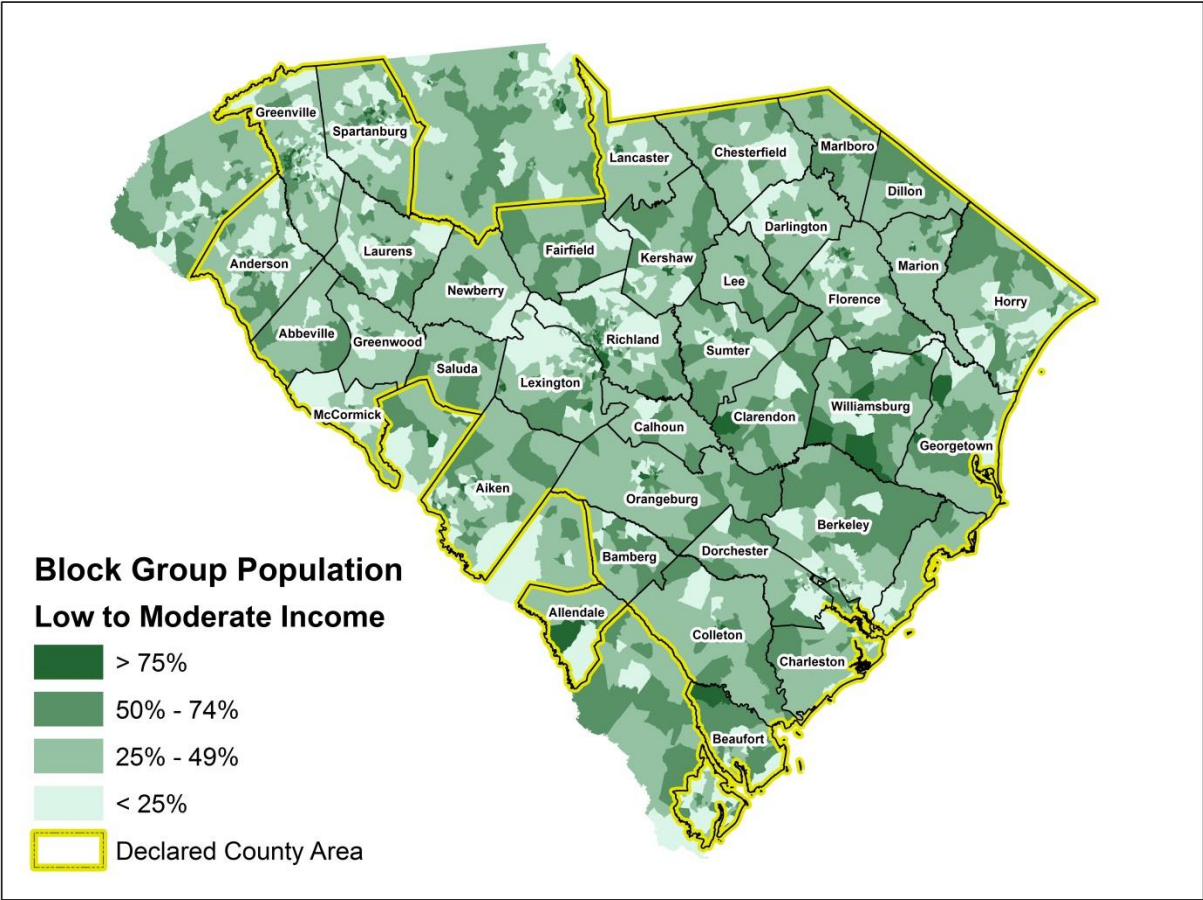 Greenville
Spartanburg
Lancaster
Chesterfield
Marlboro
Dillon
Darlington
Laurens
Fairfield
Kershaw
Anderson
Marion
Lee
Newberry
Florence
Horry
Abbeville
Greenwood
Richland
Sumter
Saluda
Lexington
Williamsburg
McCormick
Clarendon
Calhoun
Georgetown
Aiken
Orangeburg
Berkeley
Dorchester
Bamberg
Allendale
Colleton
Charleston
Beaufort
Block Group Population
Low to Moderate Income
> 75%
50% - 74%
25% - 49%
< 25%
Declared County Area